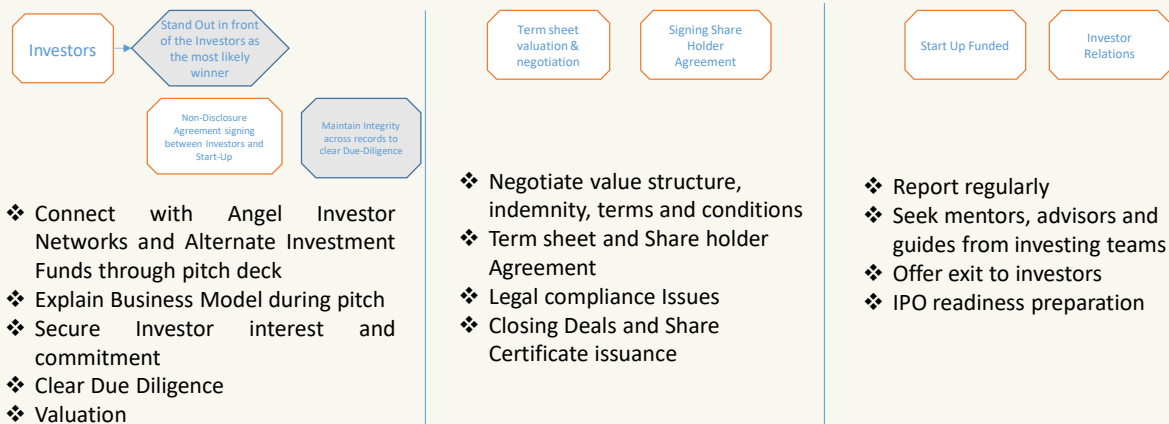 Investors
Stand Out in front
of the Investors as
the most likely
winner
Non-Disclosure
Agreement signing
between Investors and
Start-Up
Maintain Integrity
across records to
clear Due-Diligence
❖ Connect with Angel Investor
Networks and Alternate Investment
Funds through pitch deck
❖ Explain Business Model during pitch
❖ Secure Investor interest and
commitment
❖ Clear Due Diligence
❖ Valuation
Term sheet
valuation &
negotiation
Signing Share
Holder
Agreement
❖ Negotiate value structure,
indemnity, terms and conditions
❖ Term sheet and Share holder
Agreement
❖ Legal compliance Issues
❖ Closing Deals and Share
Certificate issuance
Start Up Funded
Investor
Relations
❖ Report regularly
❖ Seek mentors, advisors and
guides from investing teams
❖ Offer exit to investors
❖ IPO readiness preparation